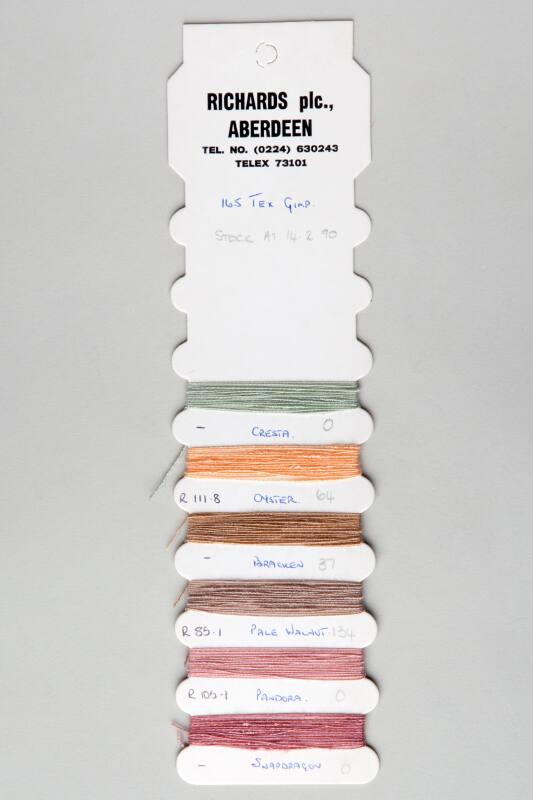 RICHARDS plc.,
ABERDEEN
TEL. NO. (0224) 630243
TELEX 73101
165 TEX GIMP.
STOCK AT 14.2.90
– CRESTA. 0
R 111·8 OYSTER 64
– BRACKEN 37
R 85·1 PALE WALNUT. 134
R 105·1 PANDORA. 0
– SNAPDRAGON 0